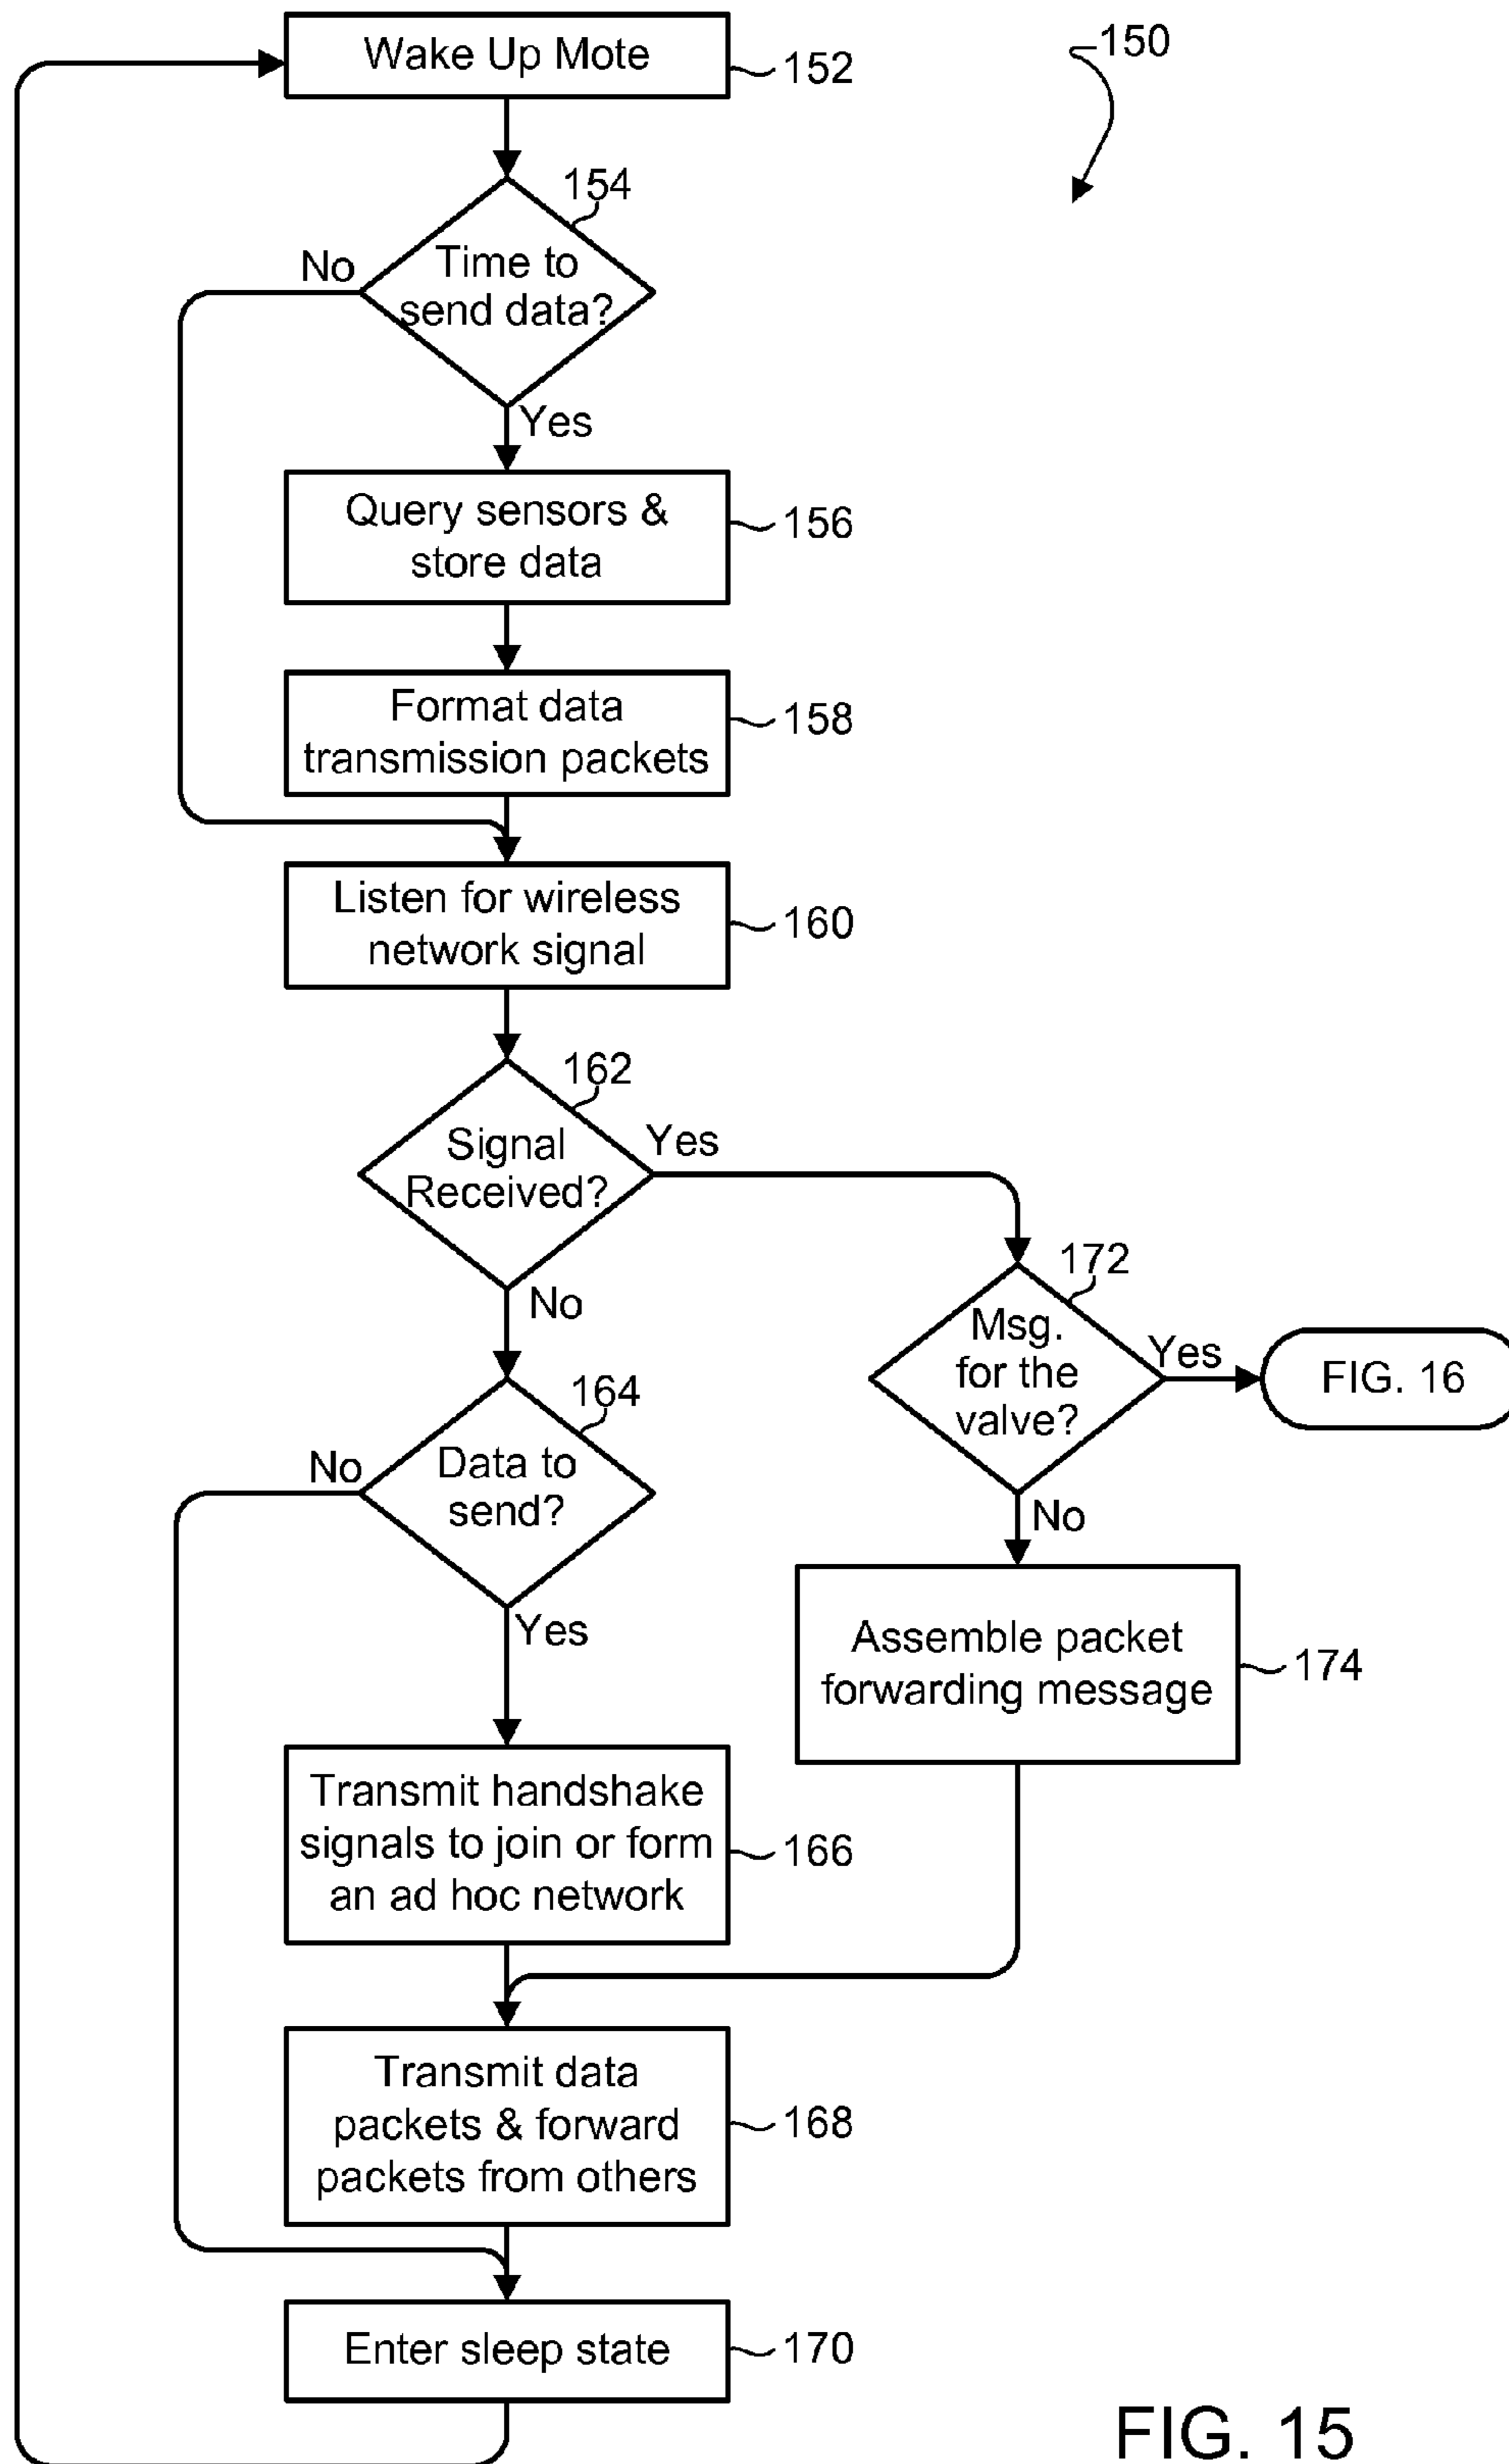 Wake Up Mote
152
150
154
No
Time to
send data?
Yes
Query sensors &
store data
156
Format data
transmission packets
158
Listen for wireless
network signal
160
162
Signal
Received?
Yes
No
172
Msg.
for the
valve?
Yes
FIG. 16
No
164
No
Data to
send?
Yes
Assemble packet
forwarding message
174
Transmit handshake
signals to join or form
an ad hoc network
166
Transmit data
packets & forward
packets from others
168
Enter sleep state
170
FIG. 15